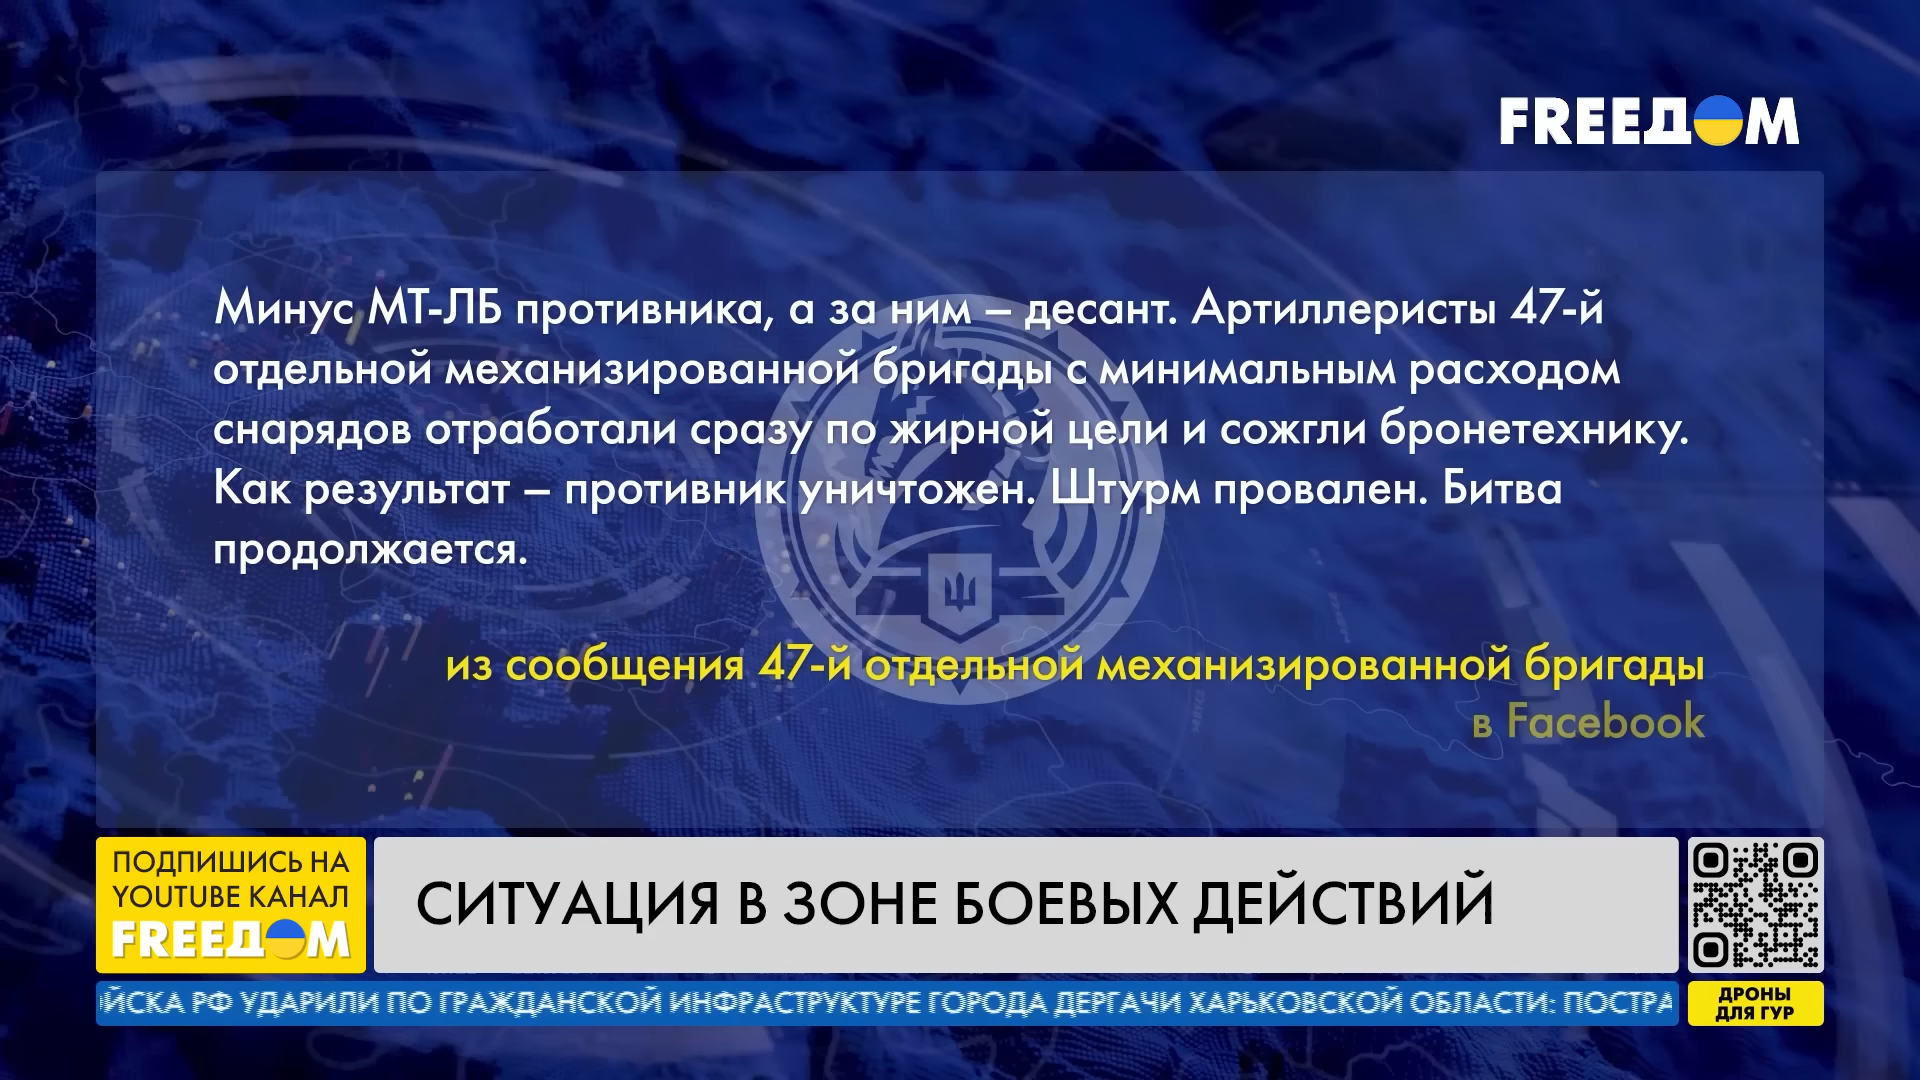 FREEДОМ
Минус МТ-ЛБ противника, а за ним – десант. Артиллеристы 47-й
отдельной механизированной бригады с минимальным расходом
снарядов отработали сразу по жирной цели и сожгли бронетехнику.
Как результат – противник уничтожен. Штурм провален. Битва
продолжается.
из сообщения 47-й отдельной механизированной бригады
в Facebook
ПОДПИШИСЬ НА
YOUTUBE КАНАЛ
FREEДОМ
СИТУАЦИЯ В ЗОНЕ БОЕВЫХ ДЕЙСТВИЙ
ЙСКА РФ УДАРИЛИ ПО ГРАЖДАНСКОЙ ИНФРАСТРУКТУРЕ ГОРОДА ДЕРГАЧИ ХАРЬКОВСКОЙ ОБЛАСТИ: ПОСТРА
ДРОНЫ
ДЛЯ ГУР